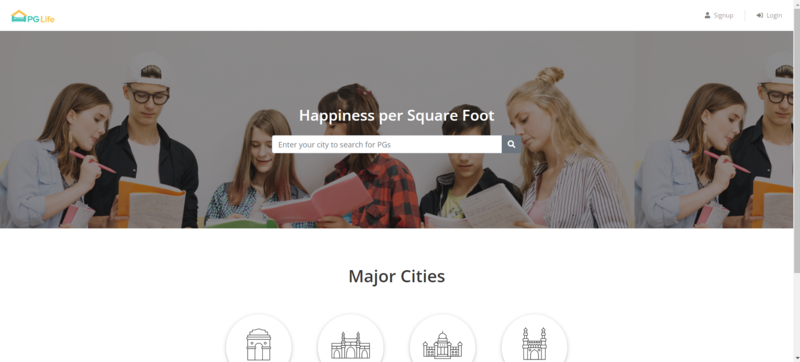 PG Life
Signup
Login
Happiness per Square Foot
Enter your city to search for PGs
Major Cities